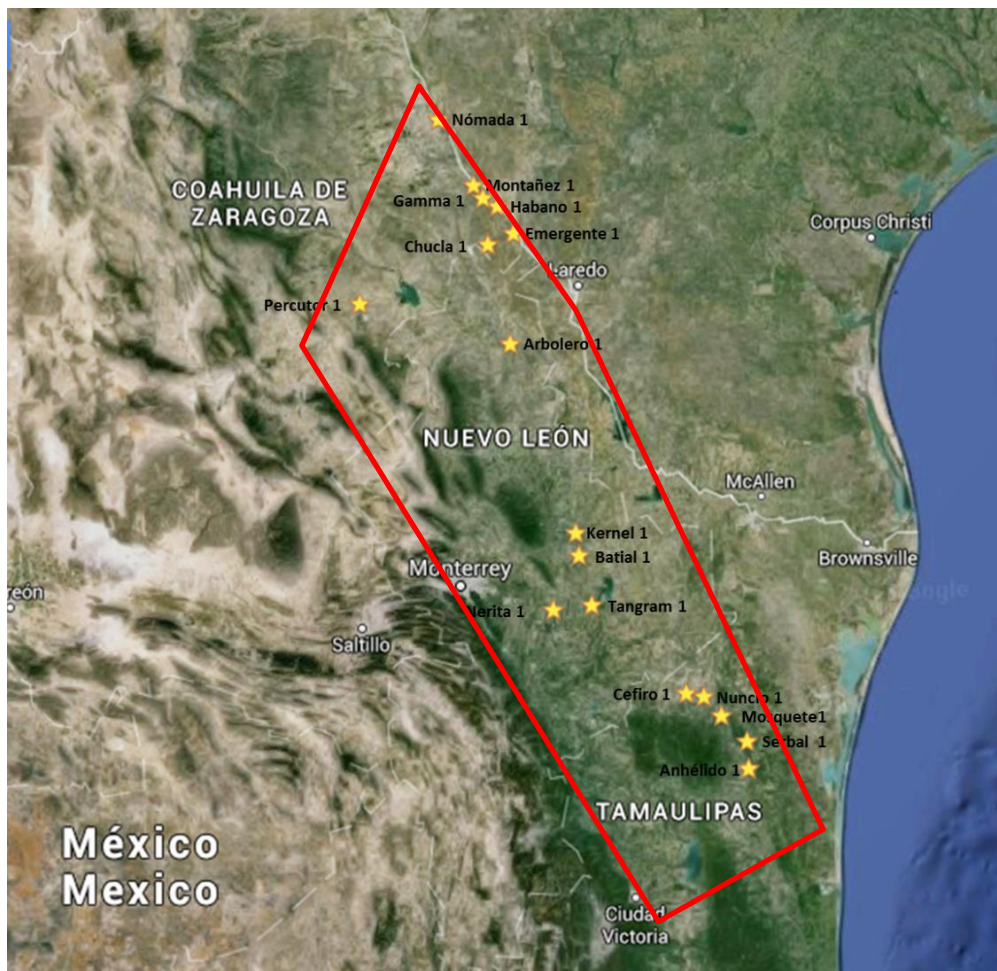 Nómada 1
COAHUILA DE
ZARAGOZA
Montañez 1
Gamma 1
Habano 1
Corpus Christi
Emergente 1
Chucla 1
Laredo
Percutor 1
Arbolero 1
NUEVO LEÓN
McAllen
Kernel 1
Batial 1
Brownsville
Monterrey
reón
Nerita 1
Tangram 1
Saltillo
Cefiro 1
Nuncio 1
Mosquete1
Serbal 1
Anhélido 1
TAMAULIPAS
México
Mexico
Ciudad
Victoria